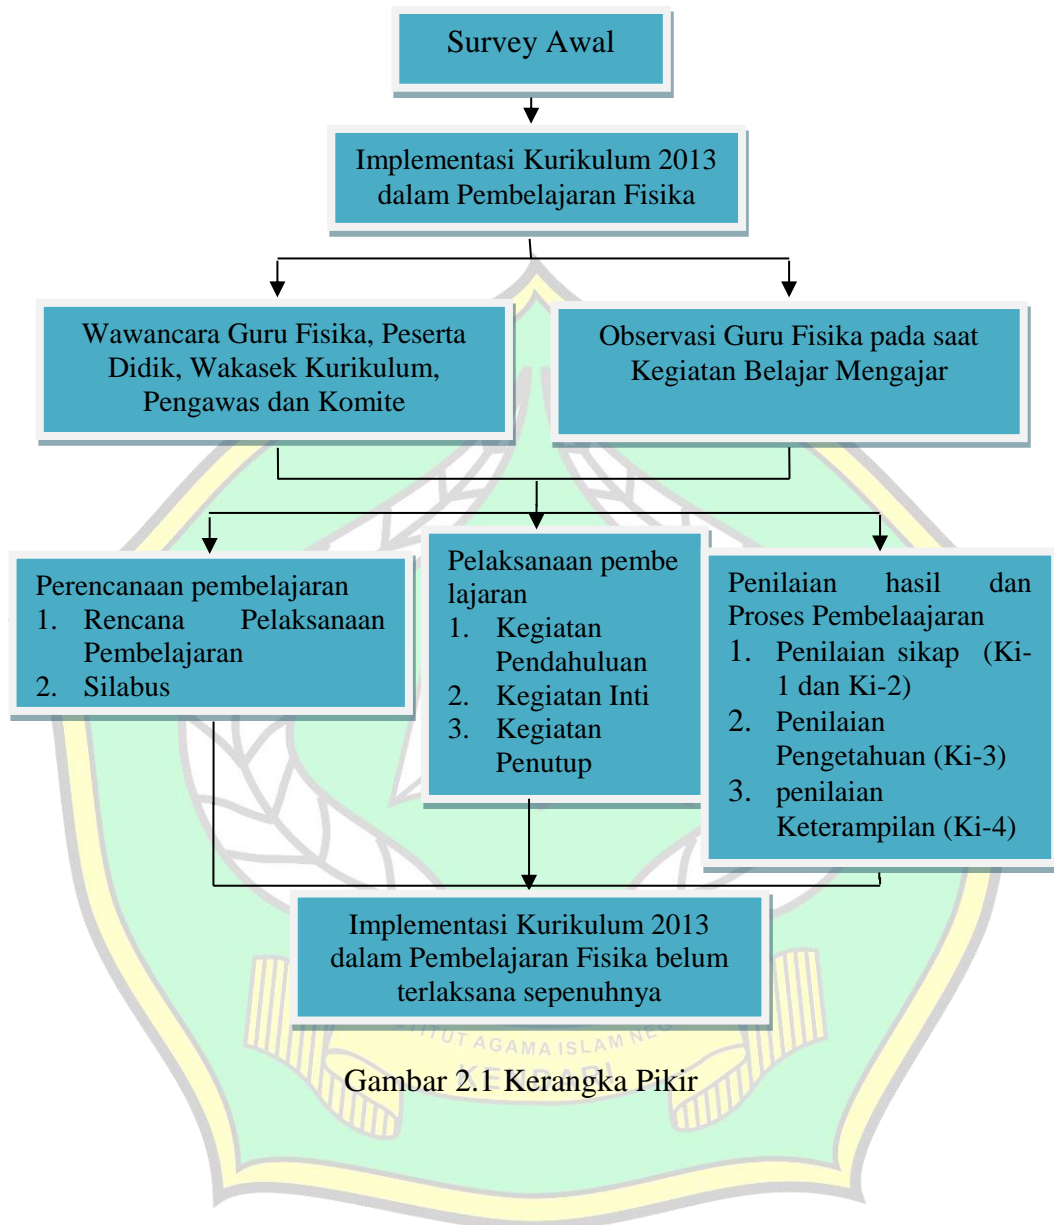 Survey Awal
Implementasi Kurikulum 2013
dalam Pembelajaran Fisika
Wawancara Guru Fisika, Peserta
Didik, Wakasek Kurikulum,
Pengawas dan Komite
Observasi Guru Fisika pada saat
Kegiatan Belajar Mengajar
Perencanaan pembelajaran
1. Rencana Pelaksanaan
Pembelajaran
2. Silabus
Pelaksanaan pembe
lajaran
1. Kegiatan
Pendahuluan
2. Kegiatan Inti
3. Kegiatan
Penutup
Penilaian hasil dan
Proses Pembelaajaran
1. Penilaian sikap (Ki-
1 dan Ki-2)
2. Penilaian
Pengetahuan (Ki-3)
3. penilaian
Keterampilan (Ki-4)
Implementasi Kurikulum 2013
dalam Pembelajaran Fisika belum
terlaksana sepenuhnya
AGAMA ISLAM
KENDARI
Gambar 2.1 Kerangka Pikir